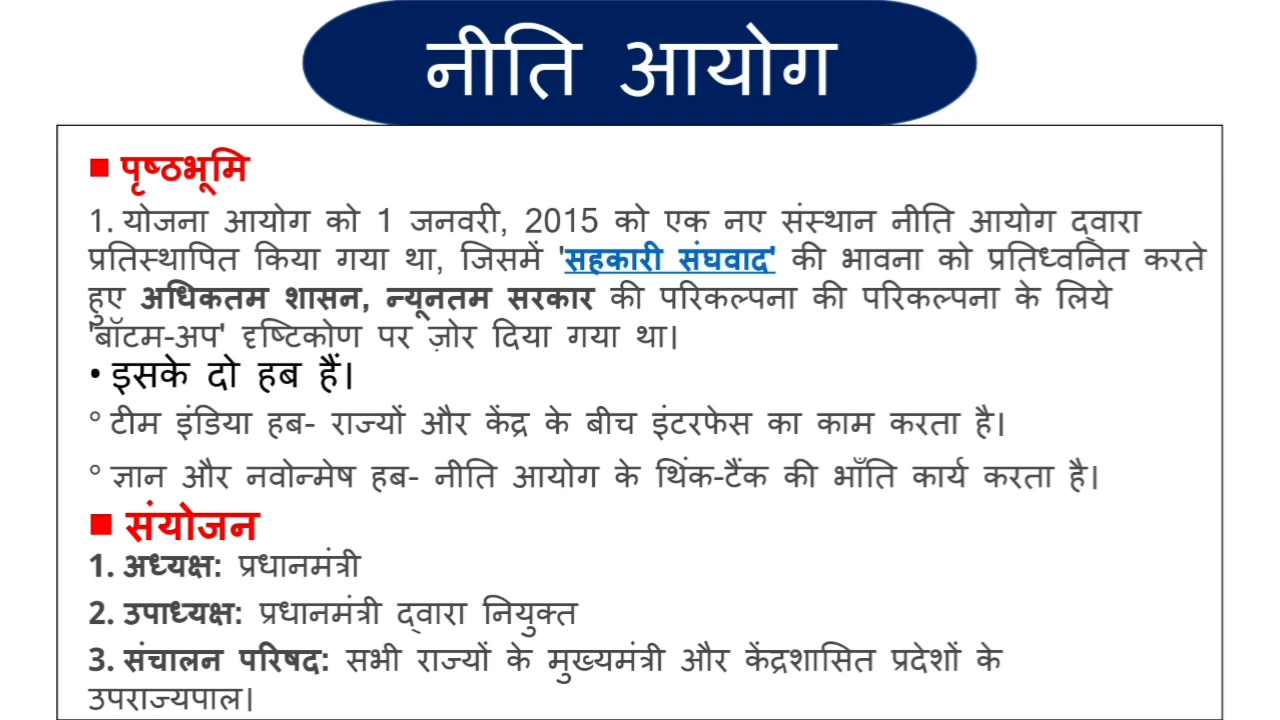 नीति आयोग
■ पृष्ठभूमि
1. योजना आयोग को 1 जनवरी, 2015 को एक नए संस्थान नीति आयोग द्वारा
प्रतिस्थापित किया गया था, जिसमें 'सहकारी संघवाद' की भावना को प्रतिध्वनित करते
हुए अधिकतम शासन, न्यूनतम सरकार की परिकल्पना की परिकल्पना के लिये
'बॉटम-अप' दृष्टिकोण पर ज़ोर दिया गया था।
• इसके दो हब हैं।
° टीम इंडिया हब- राज्यों और केंद्र के बीच इंटरफेस का काम करता है।
° ज्ञान और नवोन्मेष हब- नीति आयोग के थिंक-टैंक की भाँति कार्य करता है।
■ संयोजन
1. अध्यक्ष: प्रधानमंत्री
2. उपाध्यक्ष: प्रधानमंत्री द्वारा नियुक्त
3. संचालन परिषद: सभी राज्यों के मुख्यमंत्री और केंद्रशासित प्रदेशों के
उपराज्यपाल।